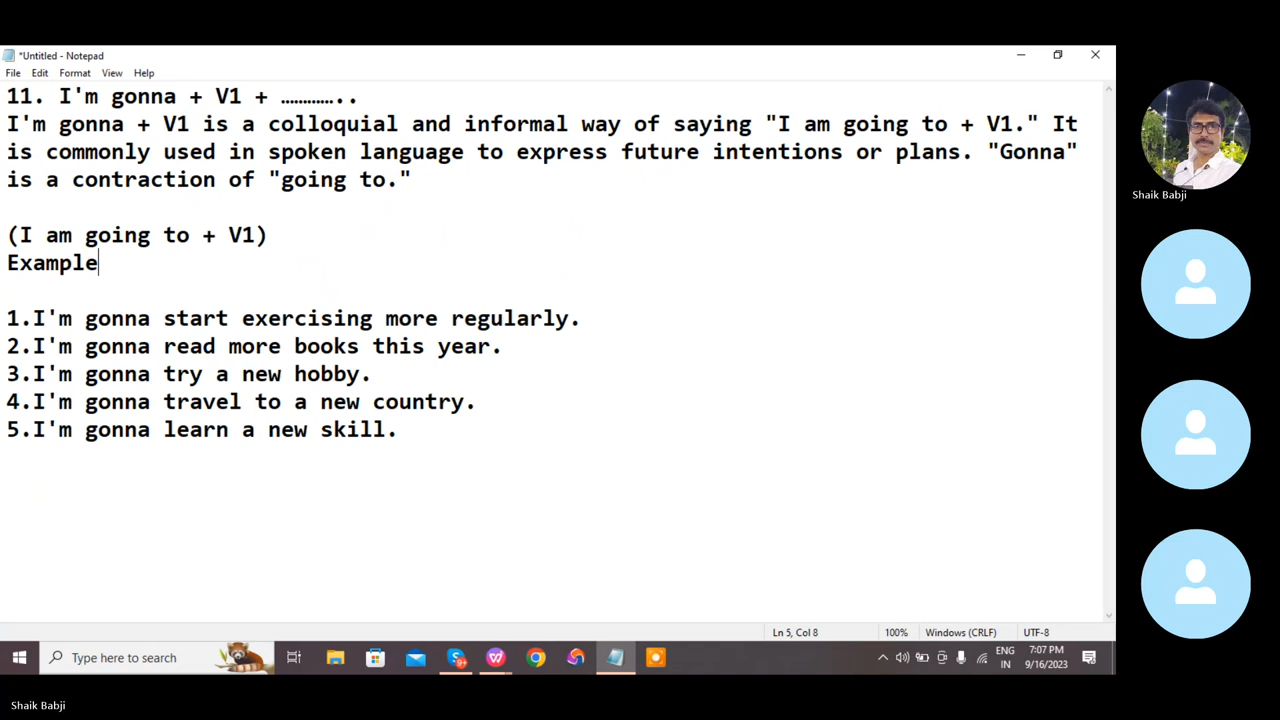 *Untitled - Notepad
File Edit Format View Help
11. I'm gonna + V1 + …………..
I'm gonna + V1 is a colloquial and informal way of saying "I am going to + V1." It
is commonly used in spoken language to express future intentions or plans. "Gonna"
is a contraction of "going to."
(I am going to + V1)
Example
1.I'm gonna start exercising more regularly.
2.I'm gonna read more books this year.
3.I'm gonna try a new hobby.
4.I'm gonna travel to a new country.
5.I'm gonna learn a new skill.
Shaik Babji
Ln 5, Col 8 100% Windows (CRLF) UTF-8
Type here to search
ENG
IN
7:07 PM
9/16/2023
Shaik Babji